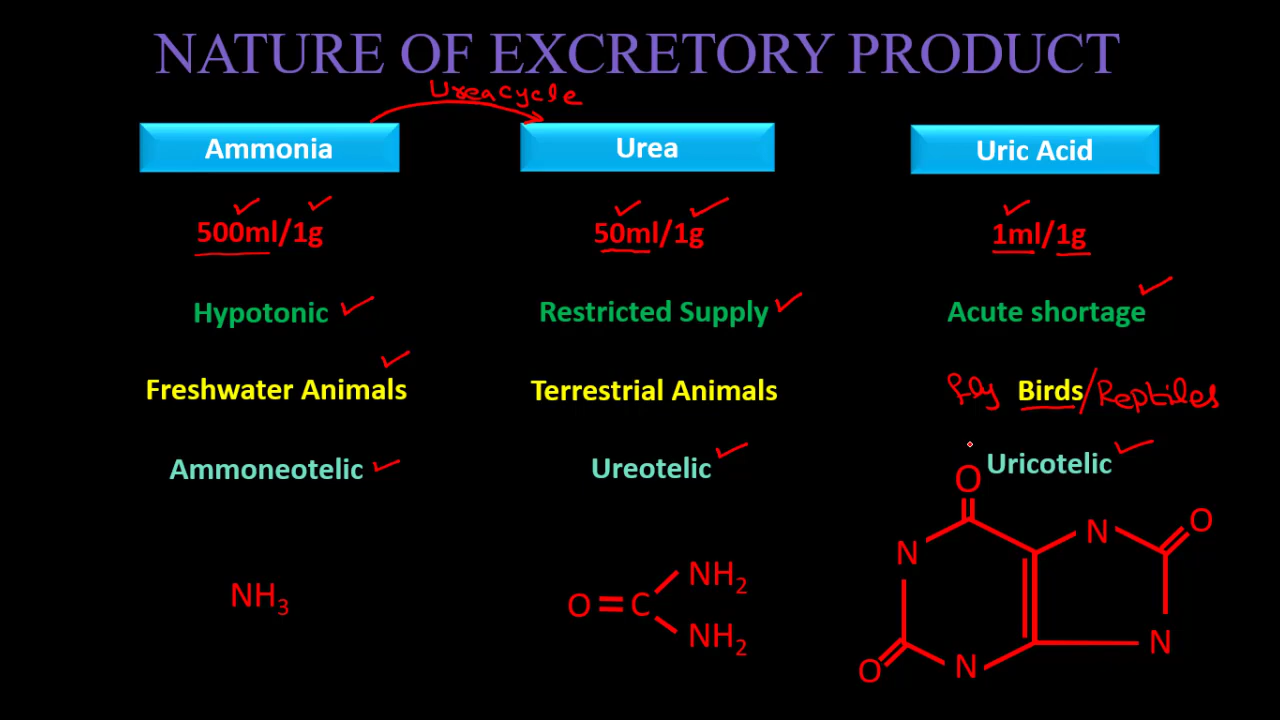 NATURE OF EXCRETORY PRODUCT
Ureacycle
Ammonia
Urea
Uric Acid
500ml/1g
50ml/1g
1ml/1g
Hypotonic
Restricted Supply
Acute shortage
Freshwater Animals
Terrestrial Animals
Fly Birds/Reptiles
Ammoneotelic
Ureotelic
Uricotelic
NH3
O=C
NH2
NH2
O
N
N
O
O
N
N